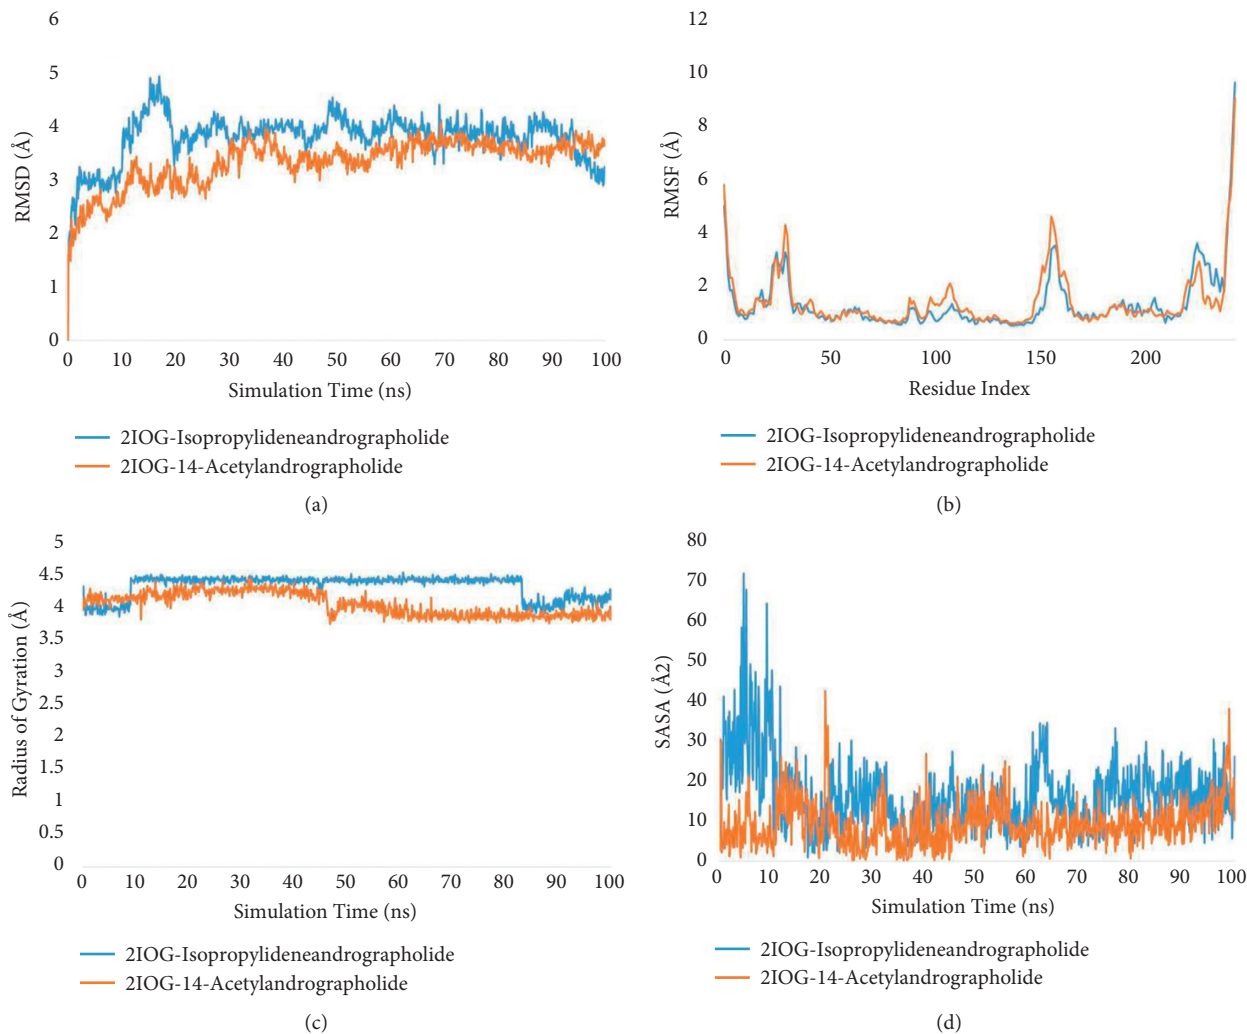 6
5
4
3
2
1
0
RMSD (Å)
0 10 20 30 40 50 60 70 80 90 100
Simulation Time (ns)
2IOG-Isopropylideneandrographolide
2IOG-14-Acetylandrographolide
(a)
12
10
8
6
4
2
0
RMSF (Å)
0 50 100 150 200
Residue Index
2IOG-Isopropylideneandrographolide
2IOG-14-Acetylandrographolide
(b)
5
4.5
4
3.5
3
2.5
2
1.5
1
0.5
0
Radius of Gyration (Å)
0 10 20 30 40 50 60 70 80 90 100
Simulation Time (ns)
2IOG-Isopropylideneandrographolide
2IOG-14-Acetylandrographolide
(c)
80
70
60
50
40
30
20
10
0
SASA (Å2)
0 10 20 30 40 50 60 70 80 90 100
Simulation Time (ns)
2IOG-Isopropylideneandrographolide
2IOG-14-Acetylandrographolide
(d)